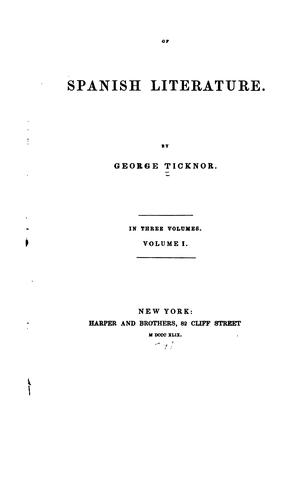 OF
SPANISH LITERATURE.
BY
GEORGE TICKNOR.
IN THREE VOLUMES.
VOLUME I.
NEW YORK:
HARPER AND BROTHERS, 82 CLIFF STREET
M DCCC XLIX.